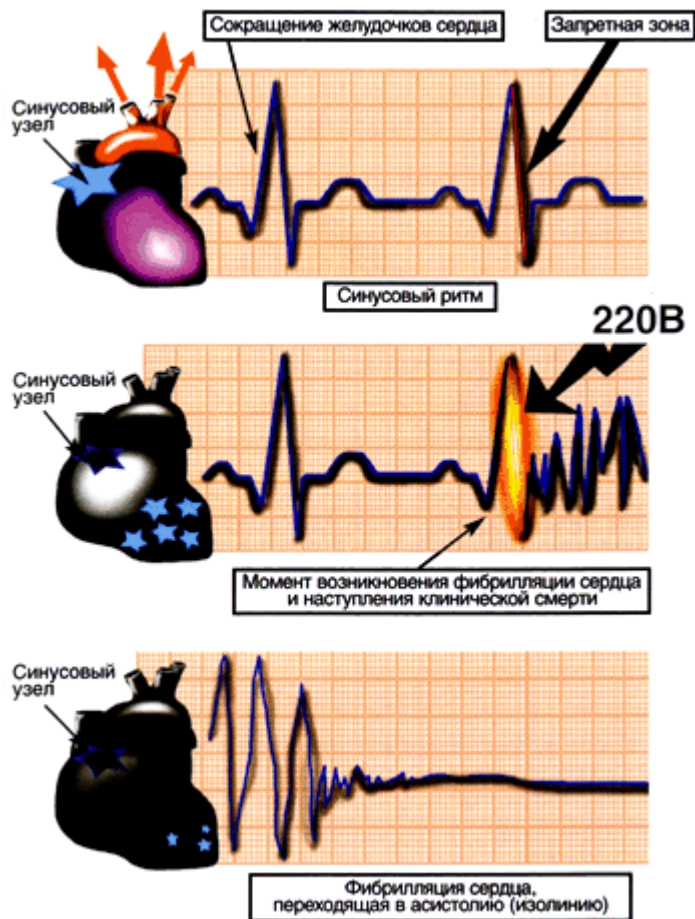 Сокращение желудочков сердца
Запретная зона
Синусовый
узел
Синусовый ритм
220В
Синусовый
узел
Момент возникновения фибрилляции сердца
и наступления клинической смерти
Синусовый
узел
Фибрилляция сердца,
переходящая в асистолию (изолинию)